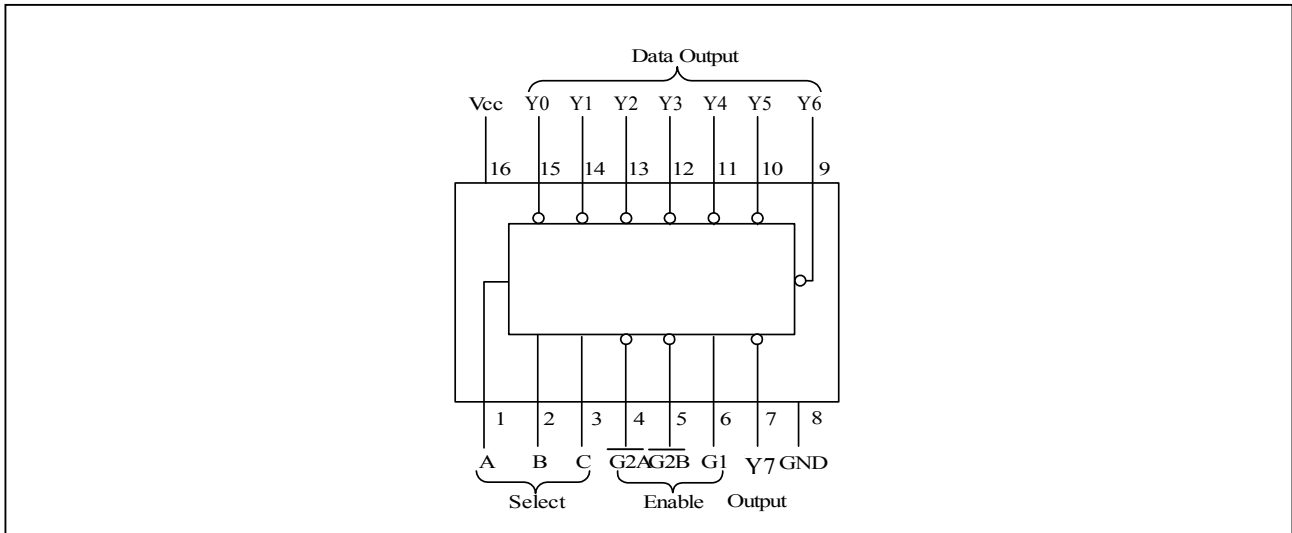 Data Output
Vcc Y0 Y1 Y2 Y3 Y4 Y5 Y6
16 15 14 13 12 11 10 9
1 2 3 4 5 6 7 8
A B C G2A G2B G1 Y7 GND
Select Enable Output